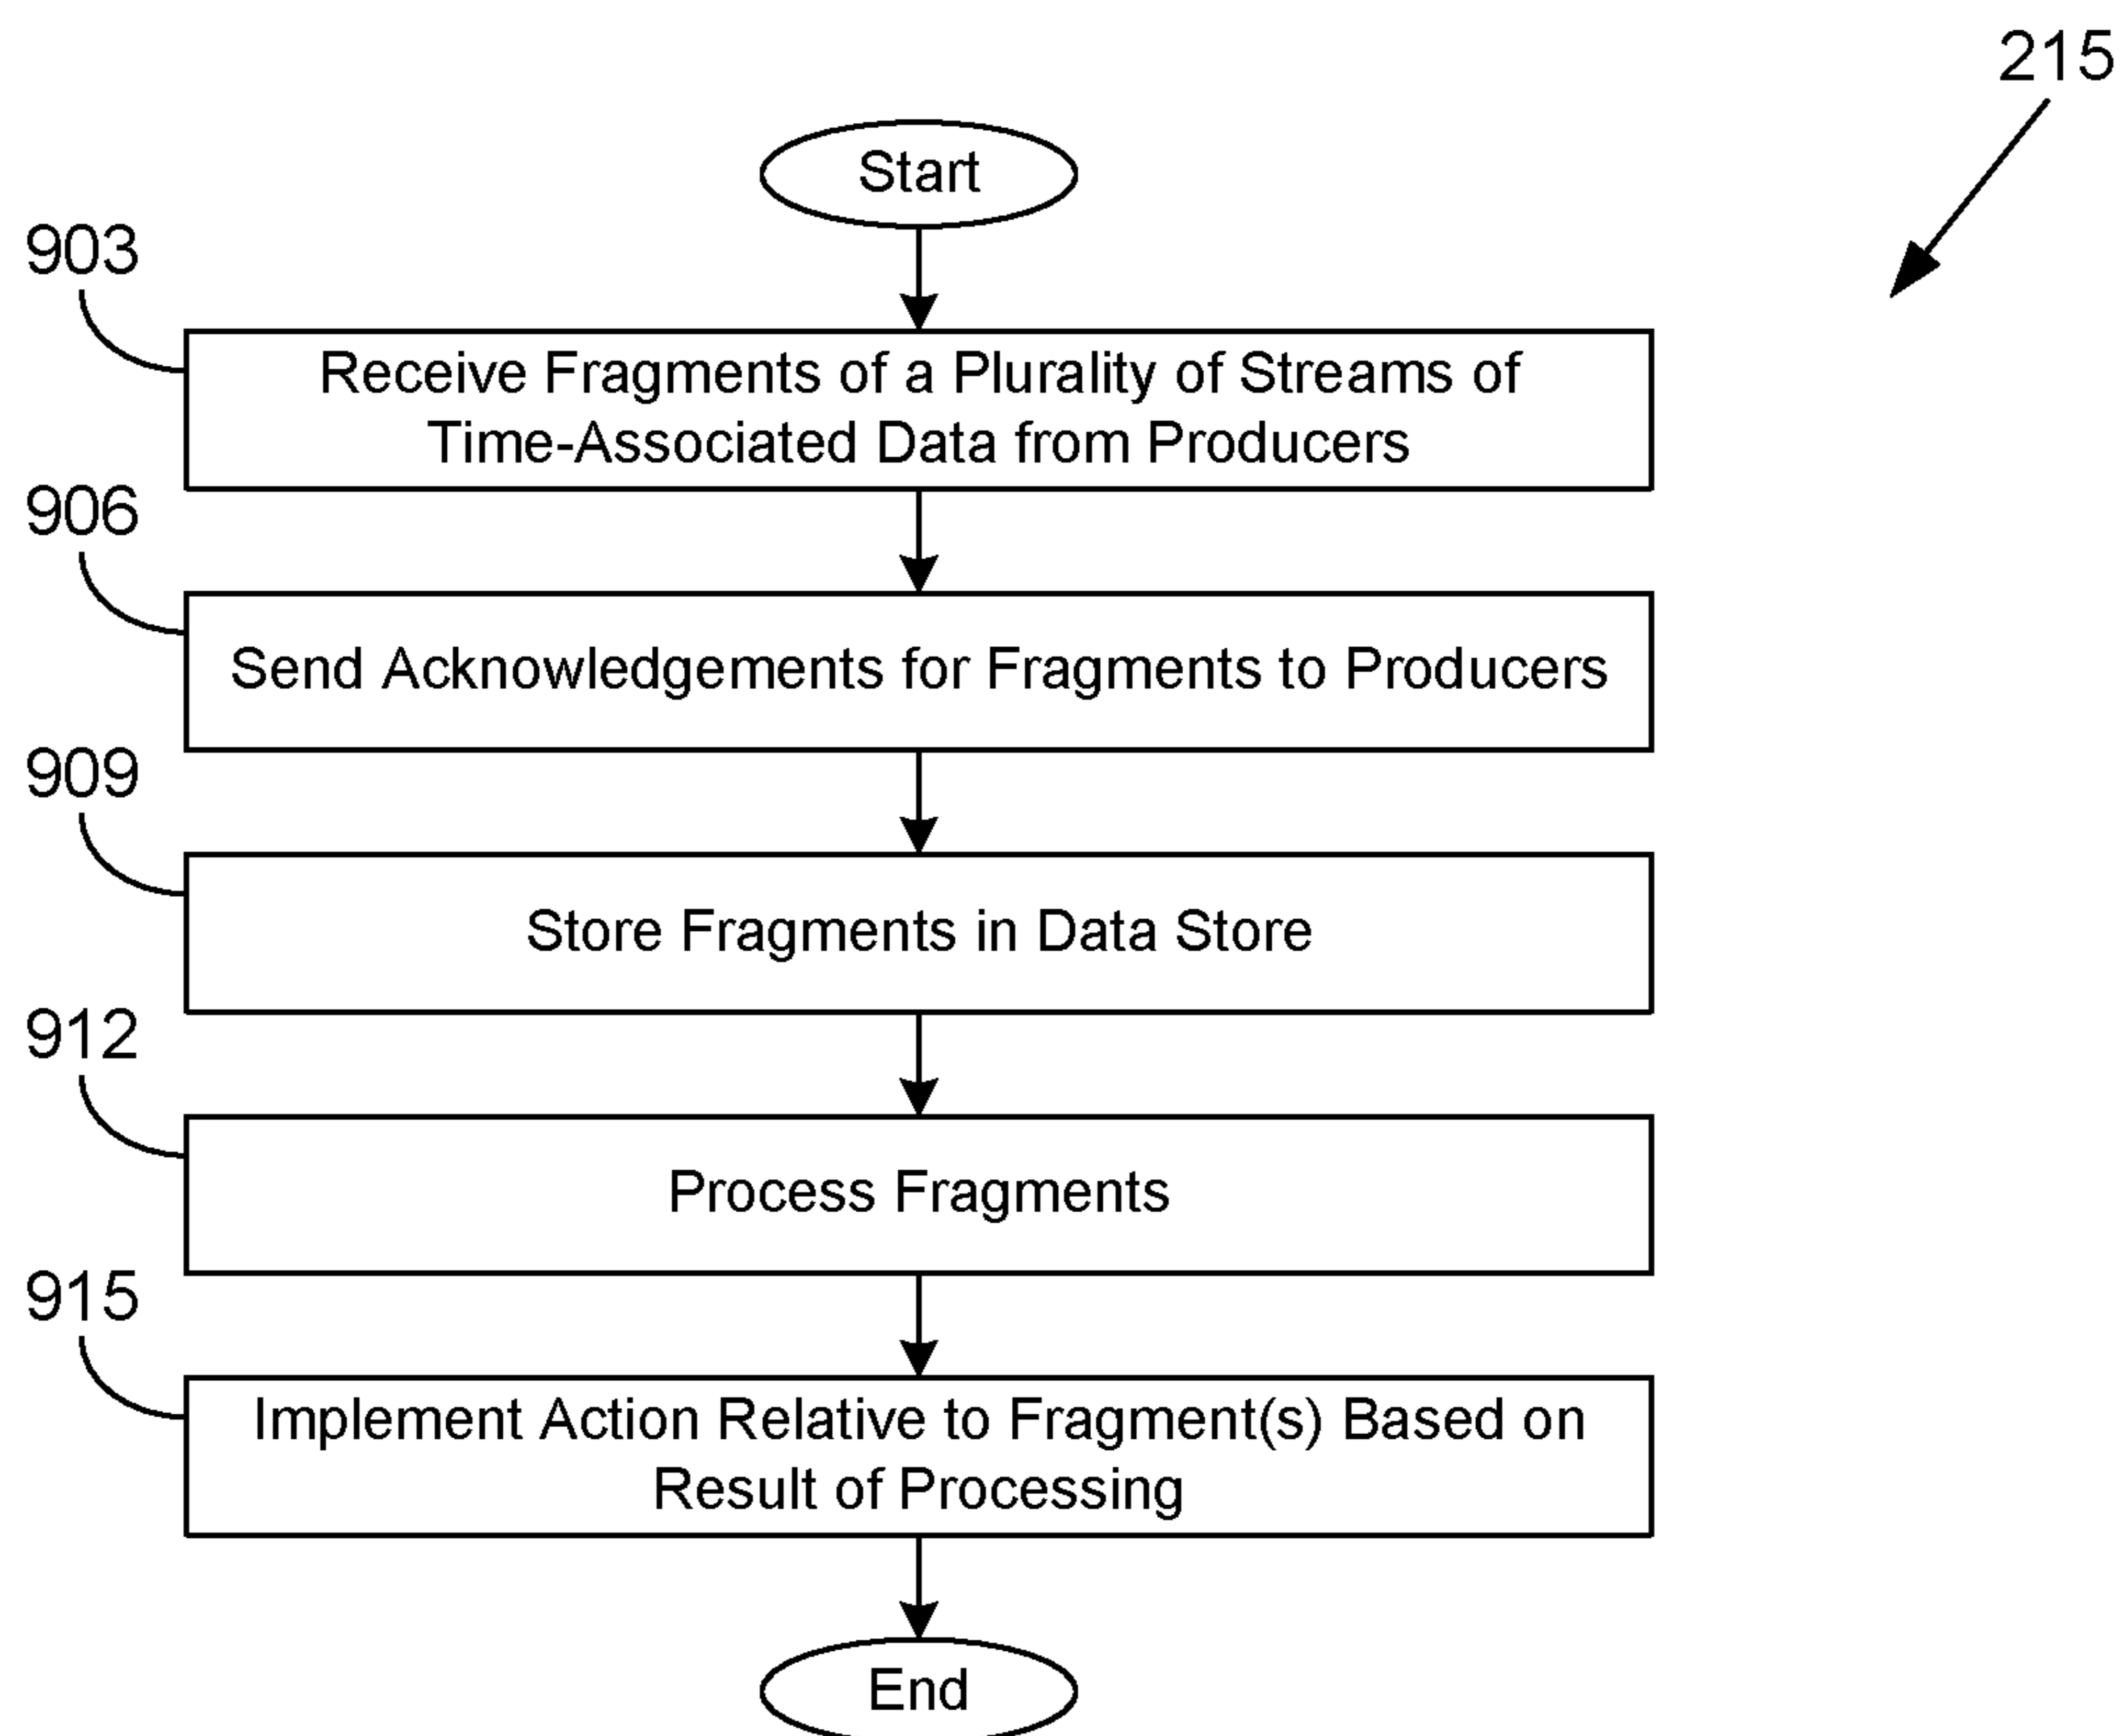 215
Start
903
Receive Fragments of a Plurality of Streams of
Time-Associated Data from Producers
906
Send Acknowledgements for Fragments to Producers
909
Store Fragments in Data Store
912
Process Fragments
915
Implement Action Relative to Fragment(s) Based on
Result of Processing
End